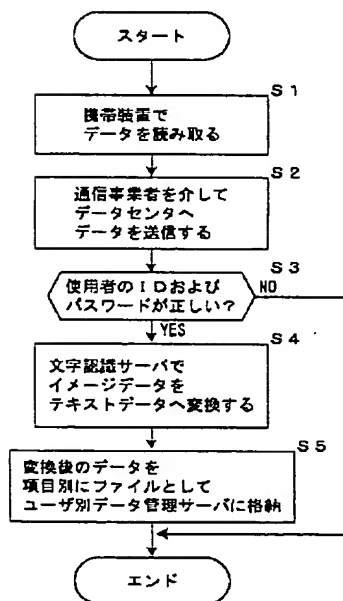 スタート
S1
携帯装置で
データを読み取る
S2
通信事業者を介して
データセンタへ
データを送信する
S3
使用者のIDおよび
パスワードが正しい?
NO
YES
S4
文字認識サーバで
イメージデータを
テキストデータへ変換する
S5
変換後のデータを
項目別にファイルとして
ユーザ別データ管理サーバに格納
エンド